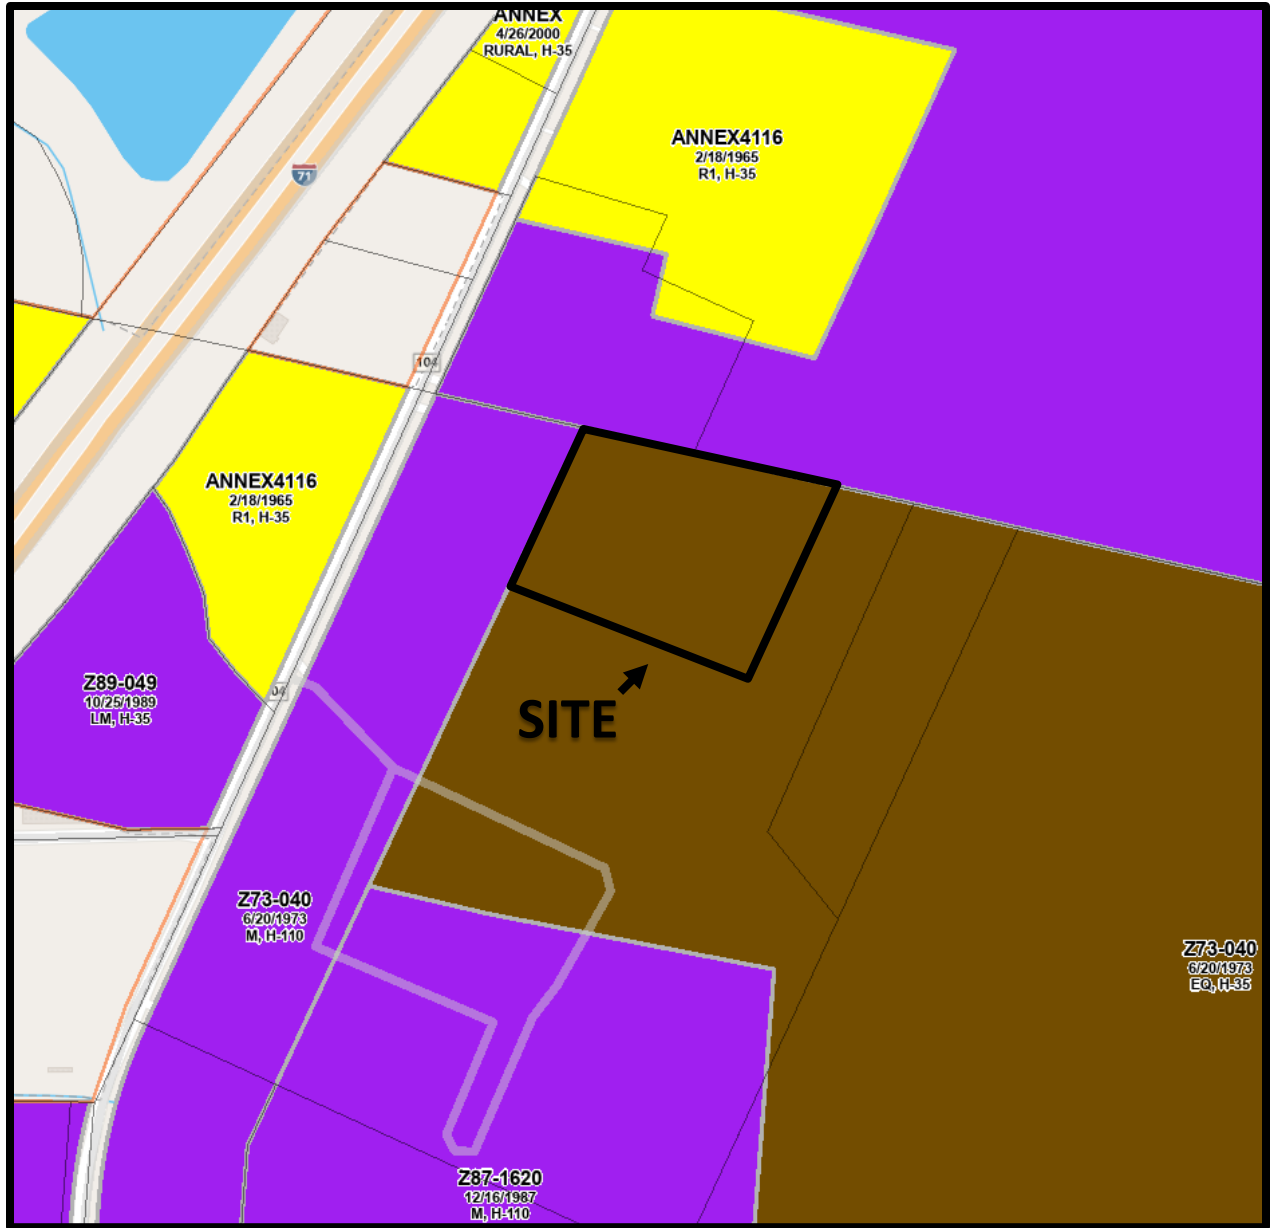 ANNEX
4/26/2000
RURAL, H-35
ANNEX4116
2/18/1965
R1, H-35
71
104
ANNEX4116
2/18/1965
R1, H-35
Z89-049
10/25/1989
LM, H-35
04
SITE
Z73-040
6/20/1973
M, H-110
Z73-040
6/20/1973
EQ, H-35
Z87-1620
12/16/1987
M, H-110